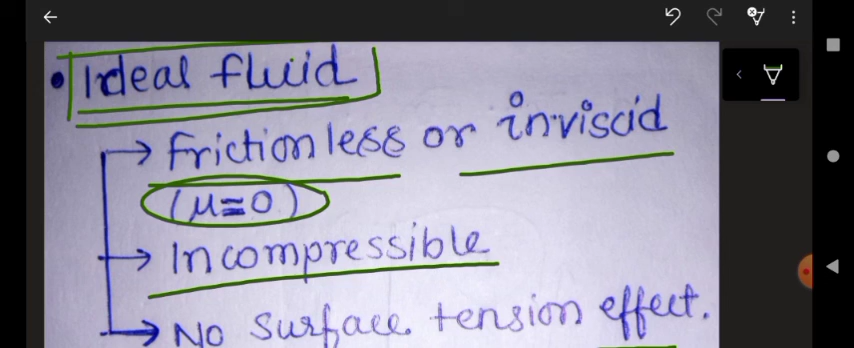 • Ideal fluid
→ Frictionless or inviscid
(μ=0)
→ Incompressible
→ No surface tension effect.